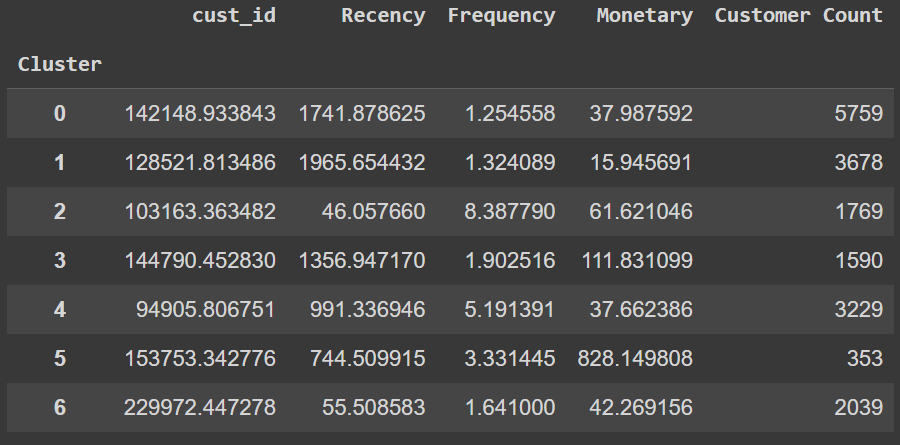 cust_id Recency Frequency Monetary Customer Count
Cluster
0 142148.933843 1741.878625 1.254558 37.987592 5759
1 128521.813486 1965.654432 1.324089 15.945691 3678
2 103163.363482 46.057660 8.387790 61.621046 1769
3 144790.452830 1356.947170 1.902516 111.831099 1590
4 94905.806751 991.336946 5.191391 37.662386 3229
5 153753.342776 744.509915 3.331445 828.149808 353
6 229972.447278 55.508583 1.641000 42.269156 2039